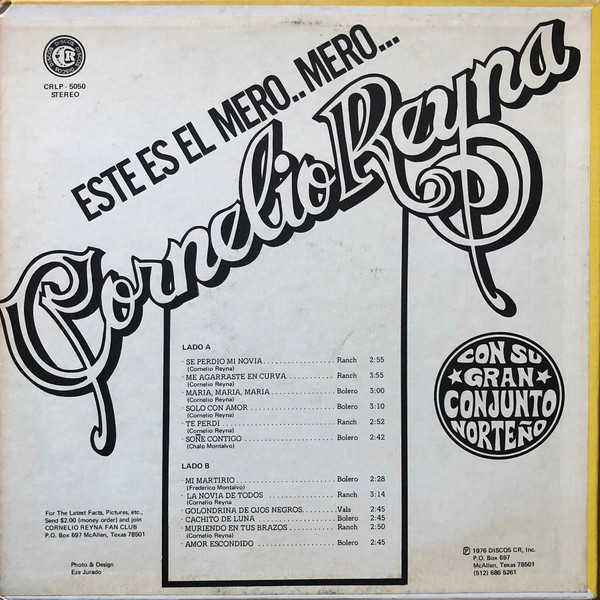 DISCOS DISCOS DISCOS
CR
CRLP - 5050
STEREO
ESTE ES EL MERO..MERO...
Cornelio Reyna
LADO A
SE PERDIO MI NOVIA.................... Ranch 2:55
(Cornelio Reyna)
ME AGARRASTE EN CURVA............ Ranch 3:55
(Cornelio Reyna)
MARIA, MARIA, MARIA ................ Bolero 3:00
(Cornelio Reyna)
SOLO CON AMOR ...................... Bolero 3:10
(Cornelio Reyna)
TE PERDI ............................ Ranch 2:52
(Cornelio Reyna)
SOÑE CONTIGO ...................... Bolero 2:42
(Chalo Montalvo)
LADO B
MI MARTIRIO ......................... Bolero 2:28
(Frederico Montalvo)
LA NOVIA DE TODOS .................. Ranch 3:14
(Cornelio Reyna
GOLONDRINA DE OJOS NEGROS........ Vals 2:45
CACHITO DE LUNA .................... Bolero 2:45
MURIENDO EN TUS BRAZOS ........... Ranch 2:50
(Cornelio Reyna)
AMOR ESCONDIDO .................... Bolero 2:45
CON SU
GRAN
CONJUNTO
NORTEÑO
For The Latest Facts, Pictures, etc.,
Send $2.00 (money order) and join
CORNELIO REYNA FAN CLUB
P.O. Box 697 McAllen, Texas 78501
Photo & Design
Eze Jurado
Ⓟ 1976 DISCOS CR, Inc.
P.O. Box 697
McAllen, Texas 78501
(512) 686 5261